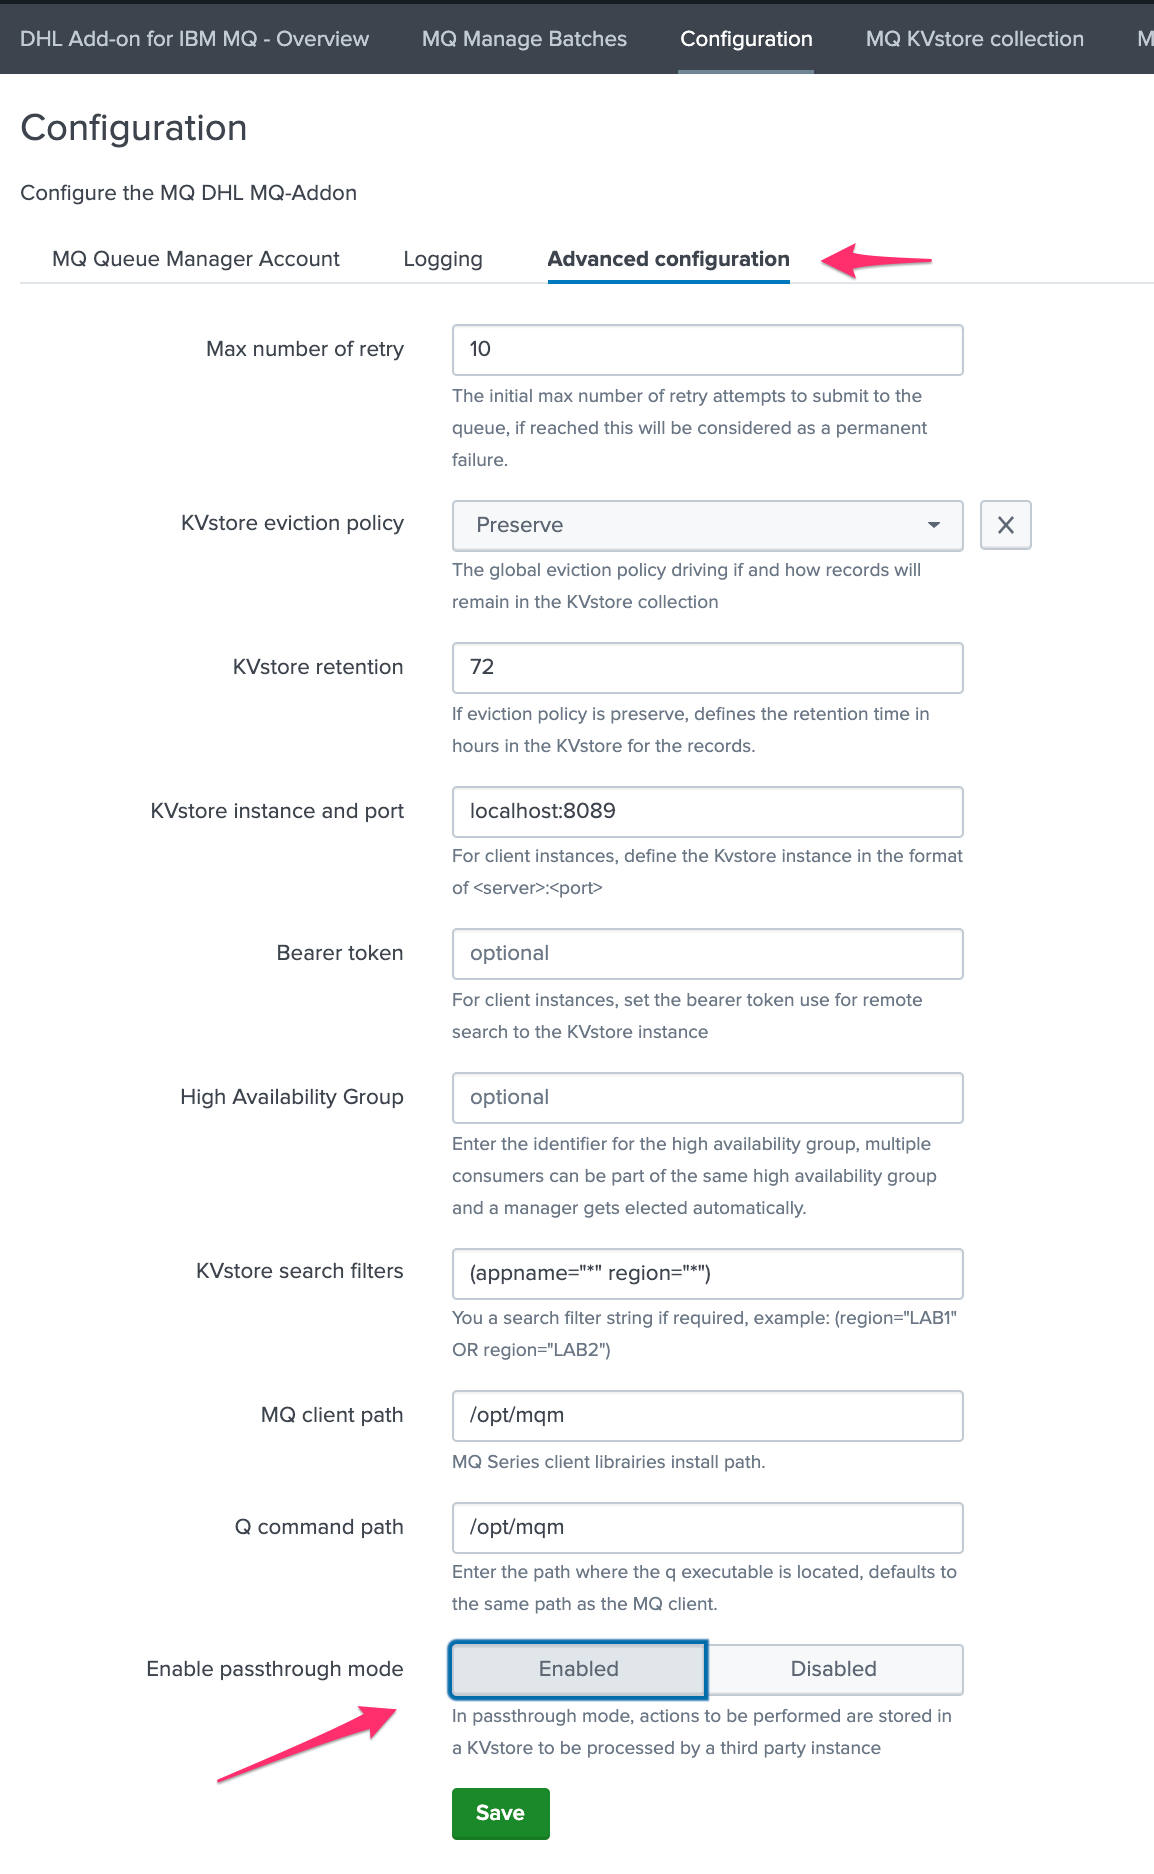 DHL Add-on for IBM MQ - Overview MQ Manage Batches Configuration MQ KVstore collection M
Configuration
Configure the MQ DHL MQ-Addon
MQ Queue Manager Account Logging Advanced configuration
Max number of retry 10
The initial max number of retry attempts to submit to the
queue, if reached this will be considered as a permanent
failure.
KVstore eviction policy Preserve
The global eviction policy driving if and how records will
remain in the KVstore collection
KVstore retention 72
If eviction policy is preserve, defines the retention time in
hours in the KVstore for the records.
KVstore instance and port localhost:8089
For client instances, define the Kvstore instance in the format
of <server>:<port>
Bearer token optional
For client instances, set the bearer token use for remote
search to the KVstore instance
High Availability Group optional
Enter the identifier for the high availability group, multiple
consumers can be part of the same high availability group
and a manager gets elected automatically.
KVstore search filters (appname="*" region="*")
You a search filter string if required, example: (region="LAB1"
OR region="LAB2")
MQ client path /opt/mqm
MQ Series client librairies install path.
Q command path /opt/mqm
Enter the path where the q executable is located, defaults to
the same path as the MQ client.
Enable passthrough mode Enabled Disabled
In passthrough mode, actions to be performed are stored in
a KVstore to be processed by a third party instance
Save